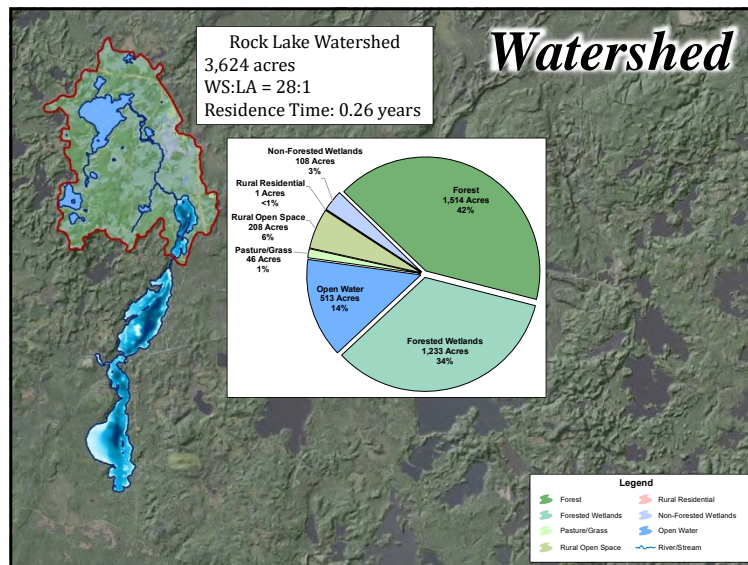 Watershed
Rock Lake Watershed
3,624 acres
WS:LA = 28:1
Residence Time: 0.26 years
Non-Forested Wetlands
108 Acres
3%
Rural Residential
1 Acres
<1%
Rural Open Space
208 Acres
6%
Pasture/Grass
46 Acres
1%
Open Water
513 Acres
14%
Forest
1,514 Acres
42%
Forested Wetlands
1,233 Acres
34%
Legend
Forest
Rural Residential
Forested Wetlands
Non-Forested Wetlands
Pasture/Grass
Open Water
Rural Open Space
River/Stream